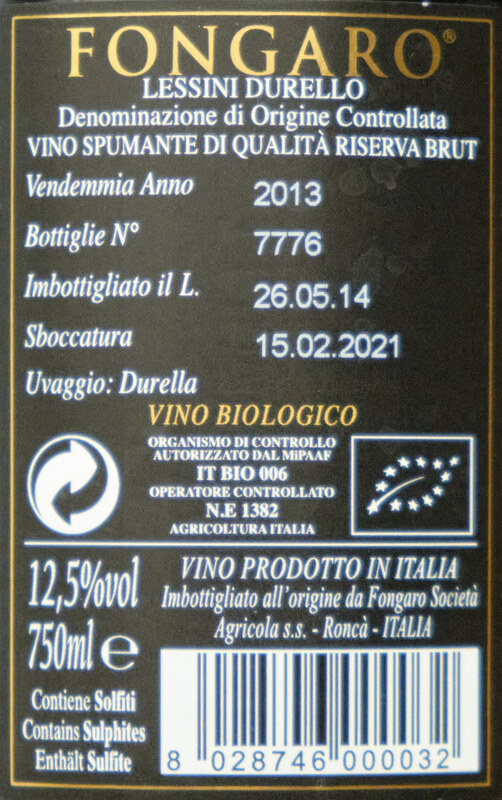 FONGARO®
LESSINI DURELLO
Denominazione di Origine Controllata
VINO SPUMANTE DI QUALITÀ RISERVA BRUT
Vendemmia Anno 2013
Bottiglie N° 7776
Imbottigliato il L. 26.05.14
Sboccatura 15.02.2021
Uvaggio: Durella
VINO BIOLOGICO
ORGANISMO DI CONTROLLO
AUTORIZZATO DAL MiPAAF
IT BIO 006
OPERATORE CONTROLLATO
N.E 1382
AGRICOLTURA ITALIA
12,5%vol
750ml e
Contiene Solfiti
Contains Sulphites
Enthält Sulfite
VINO PRODOTTO IN ITALIA
Imbottigliato all'origine da Fongaro Società
Agricola s.s. - Roncà - ITALIA
8 028746 000032